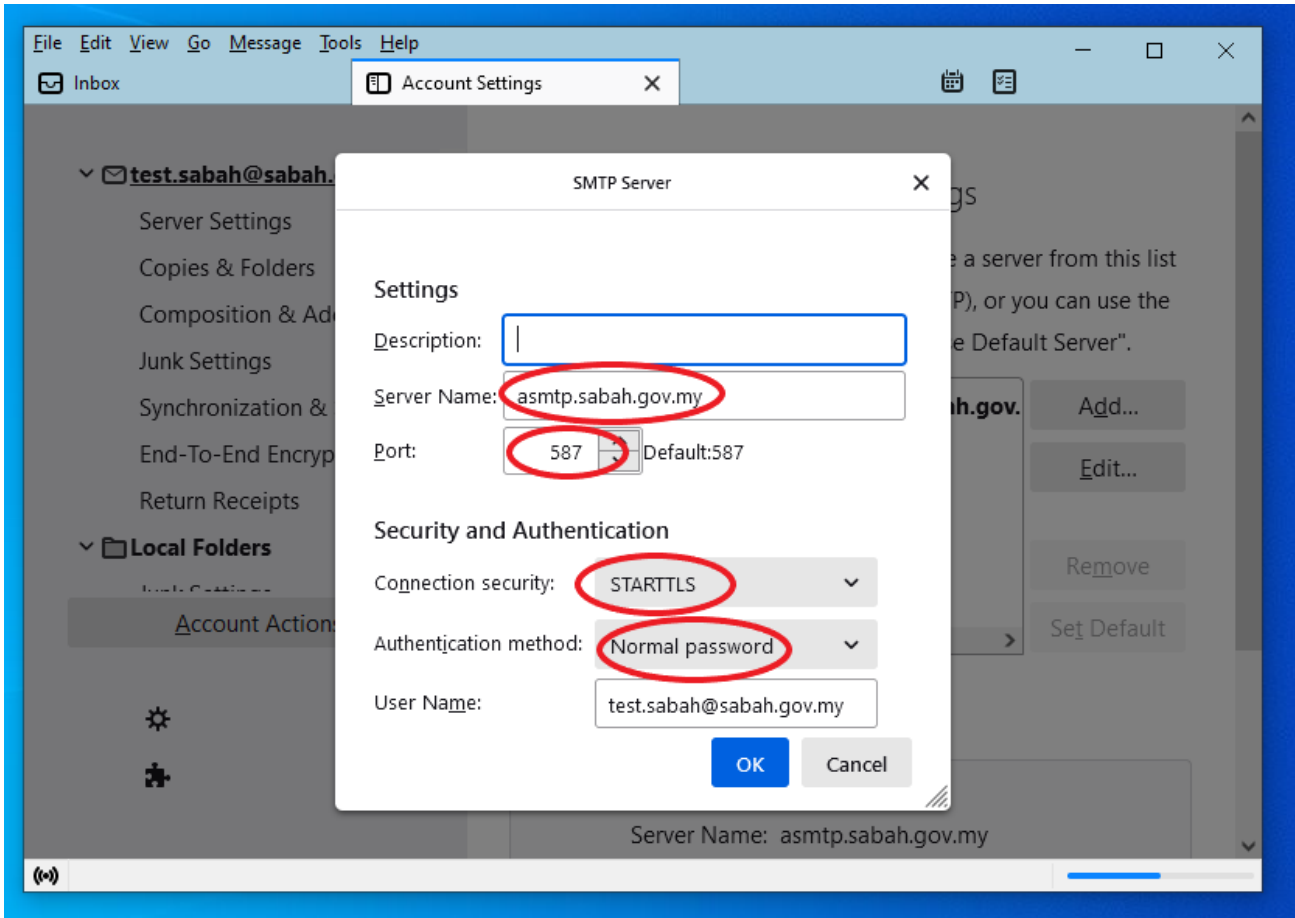 File Edit View Go Message Tools Help
Inbox
Account Settings
test.sabah@sabah.
Server Settings
Copies & Folders
Composition & Ad
Junk Settings
Synchronization &
End-To-End Encryp
Return Receipts
Local Folders
Junk Settings
Account Actions
SMTP Server
Settings
Description:
Server Name: asmtp.sabah.gov.my
Port: 587 Default:587
Security and Authentication
Connection security: STARTTLS
Authentication method: Normal password
User Name: test.sabah@sabah.gov.my
OK Cancel
gs
e a server from this list
P), or you can use the
e Default Server".
ah.gov.
Add...
Edit...
Remove
Set Default
Server Name: asmtp.sabah.gov.my